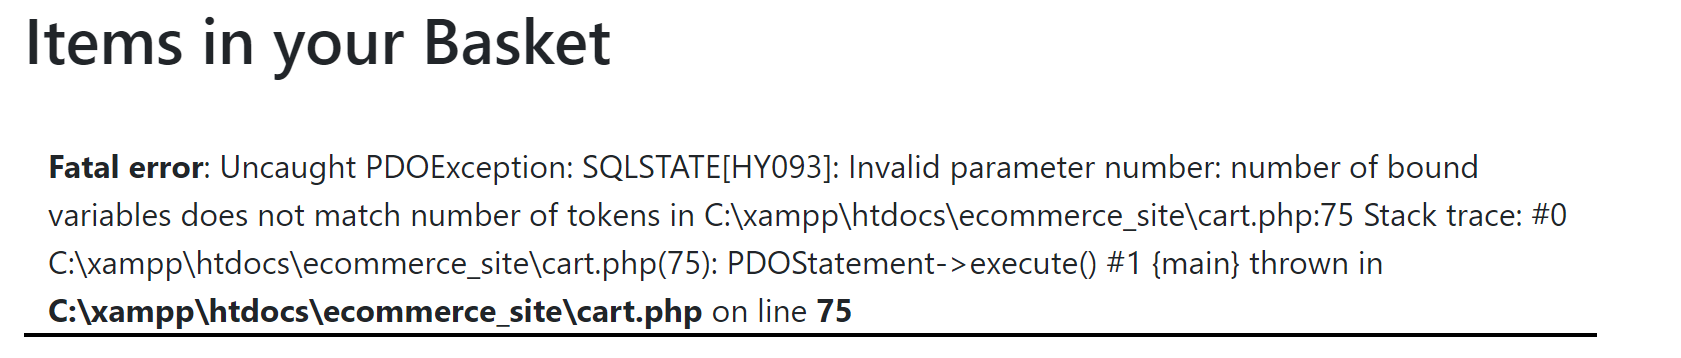 Items in your Basket
Fatal error: Uncaught PDOException: SQLSTATE[HY093]: Invalid parameter number: number of bound
variables does not match number of tokens in C:\xampp\htdocs\ecommerce_site\cart.php:75 Stack trace: #0
C:\xampp\htdocs\ecommerce_site\cart.php(75): PDOStatement->execute() #1 {main} thrown in
C:\xampp\htdocs\ecommerce_site\cart.php on line 75